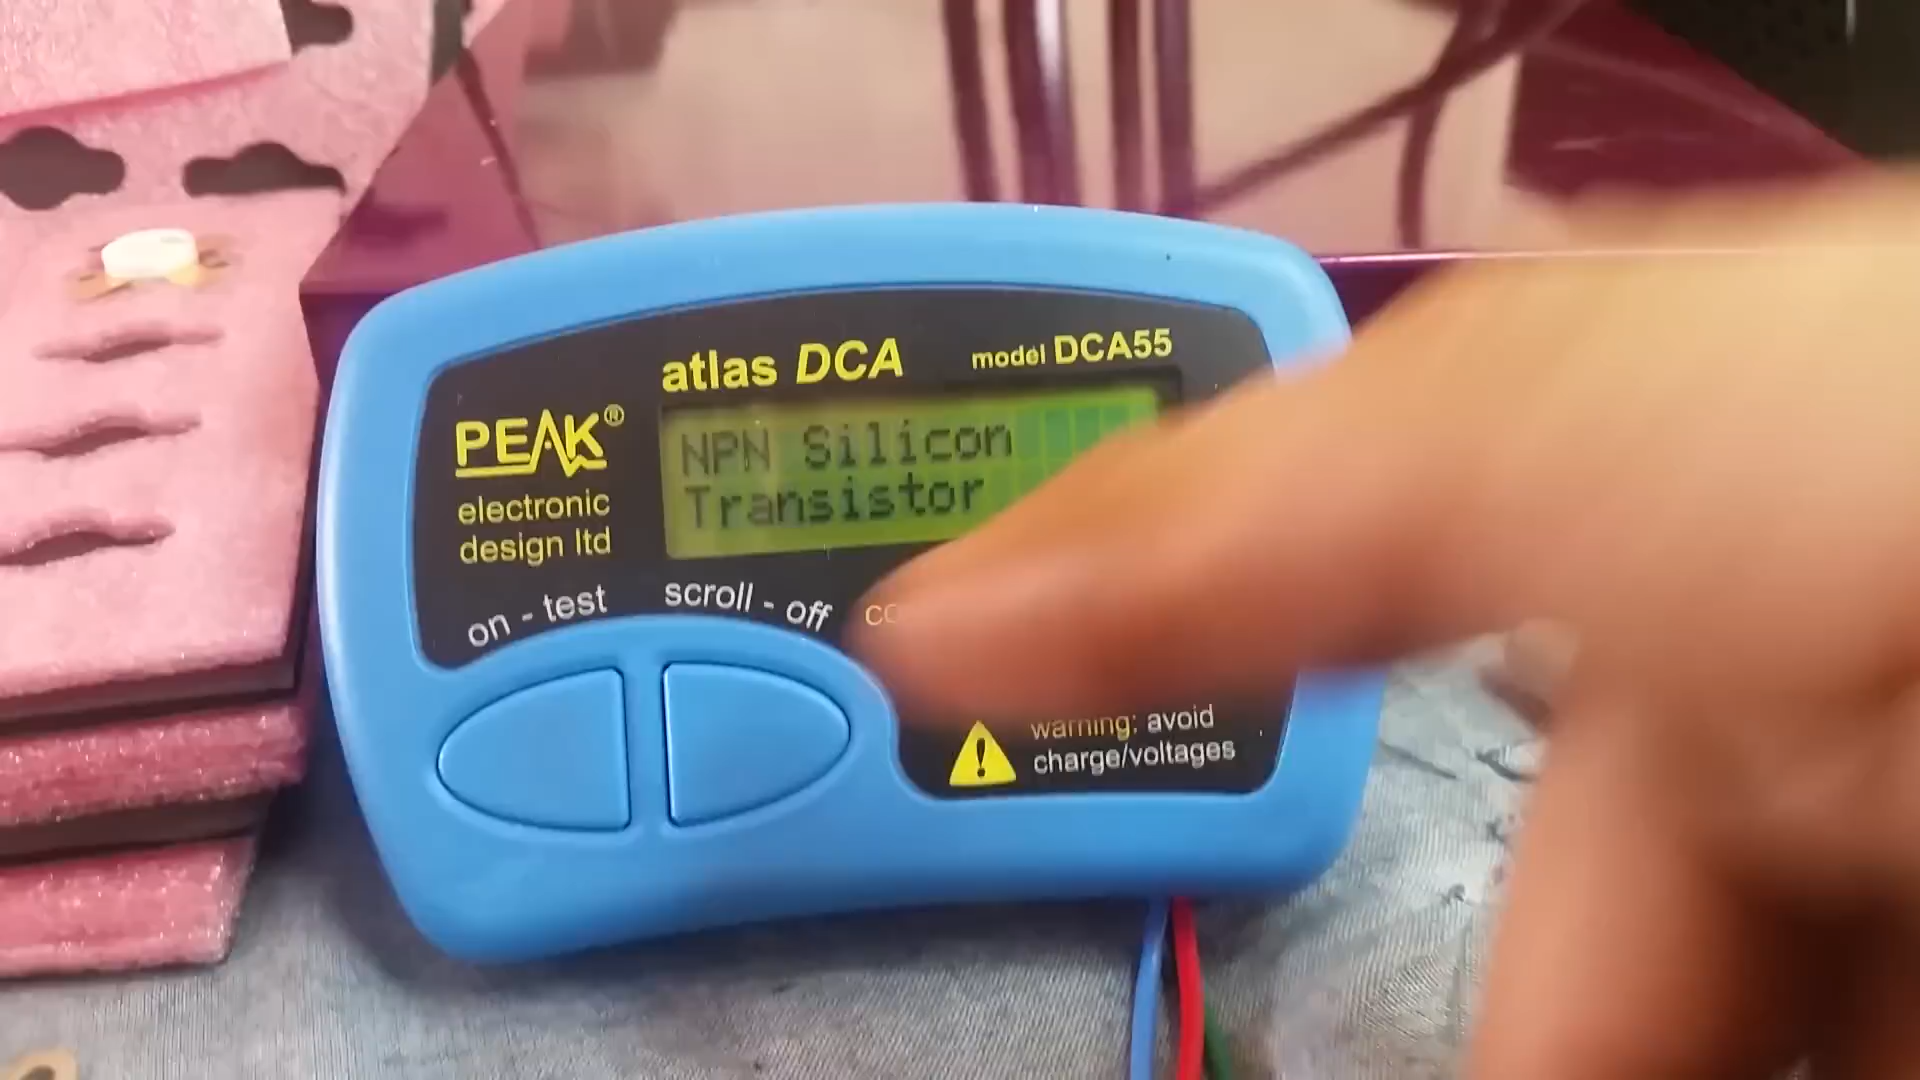 atlas DCA
model DCA55
PEAK®
electronic
design ltd
NPN Silicon
Transistor
on - test
scroll - off
warning: avoid
charge/voltages